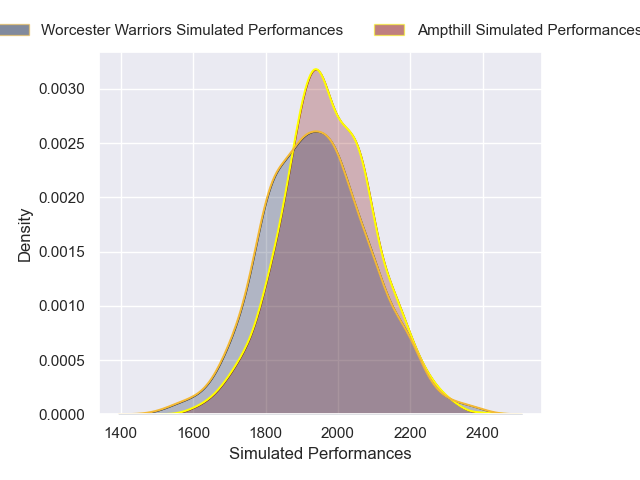 Worcester Warriors Simulated Performances
Ampthill Simulated Performances
0.0030
0.0025
0.0020
0.0015
0.0010
0.0005
0.0000
Density
1400 1600 1800 2000 2200 2400
Simulated Performances